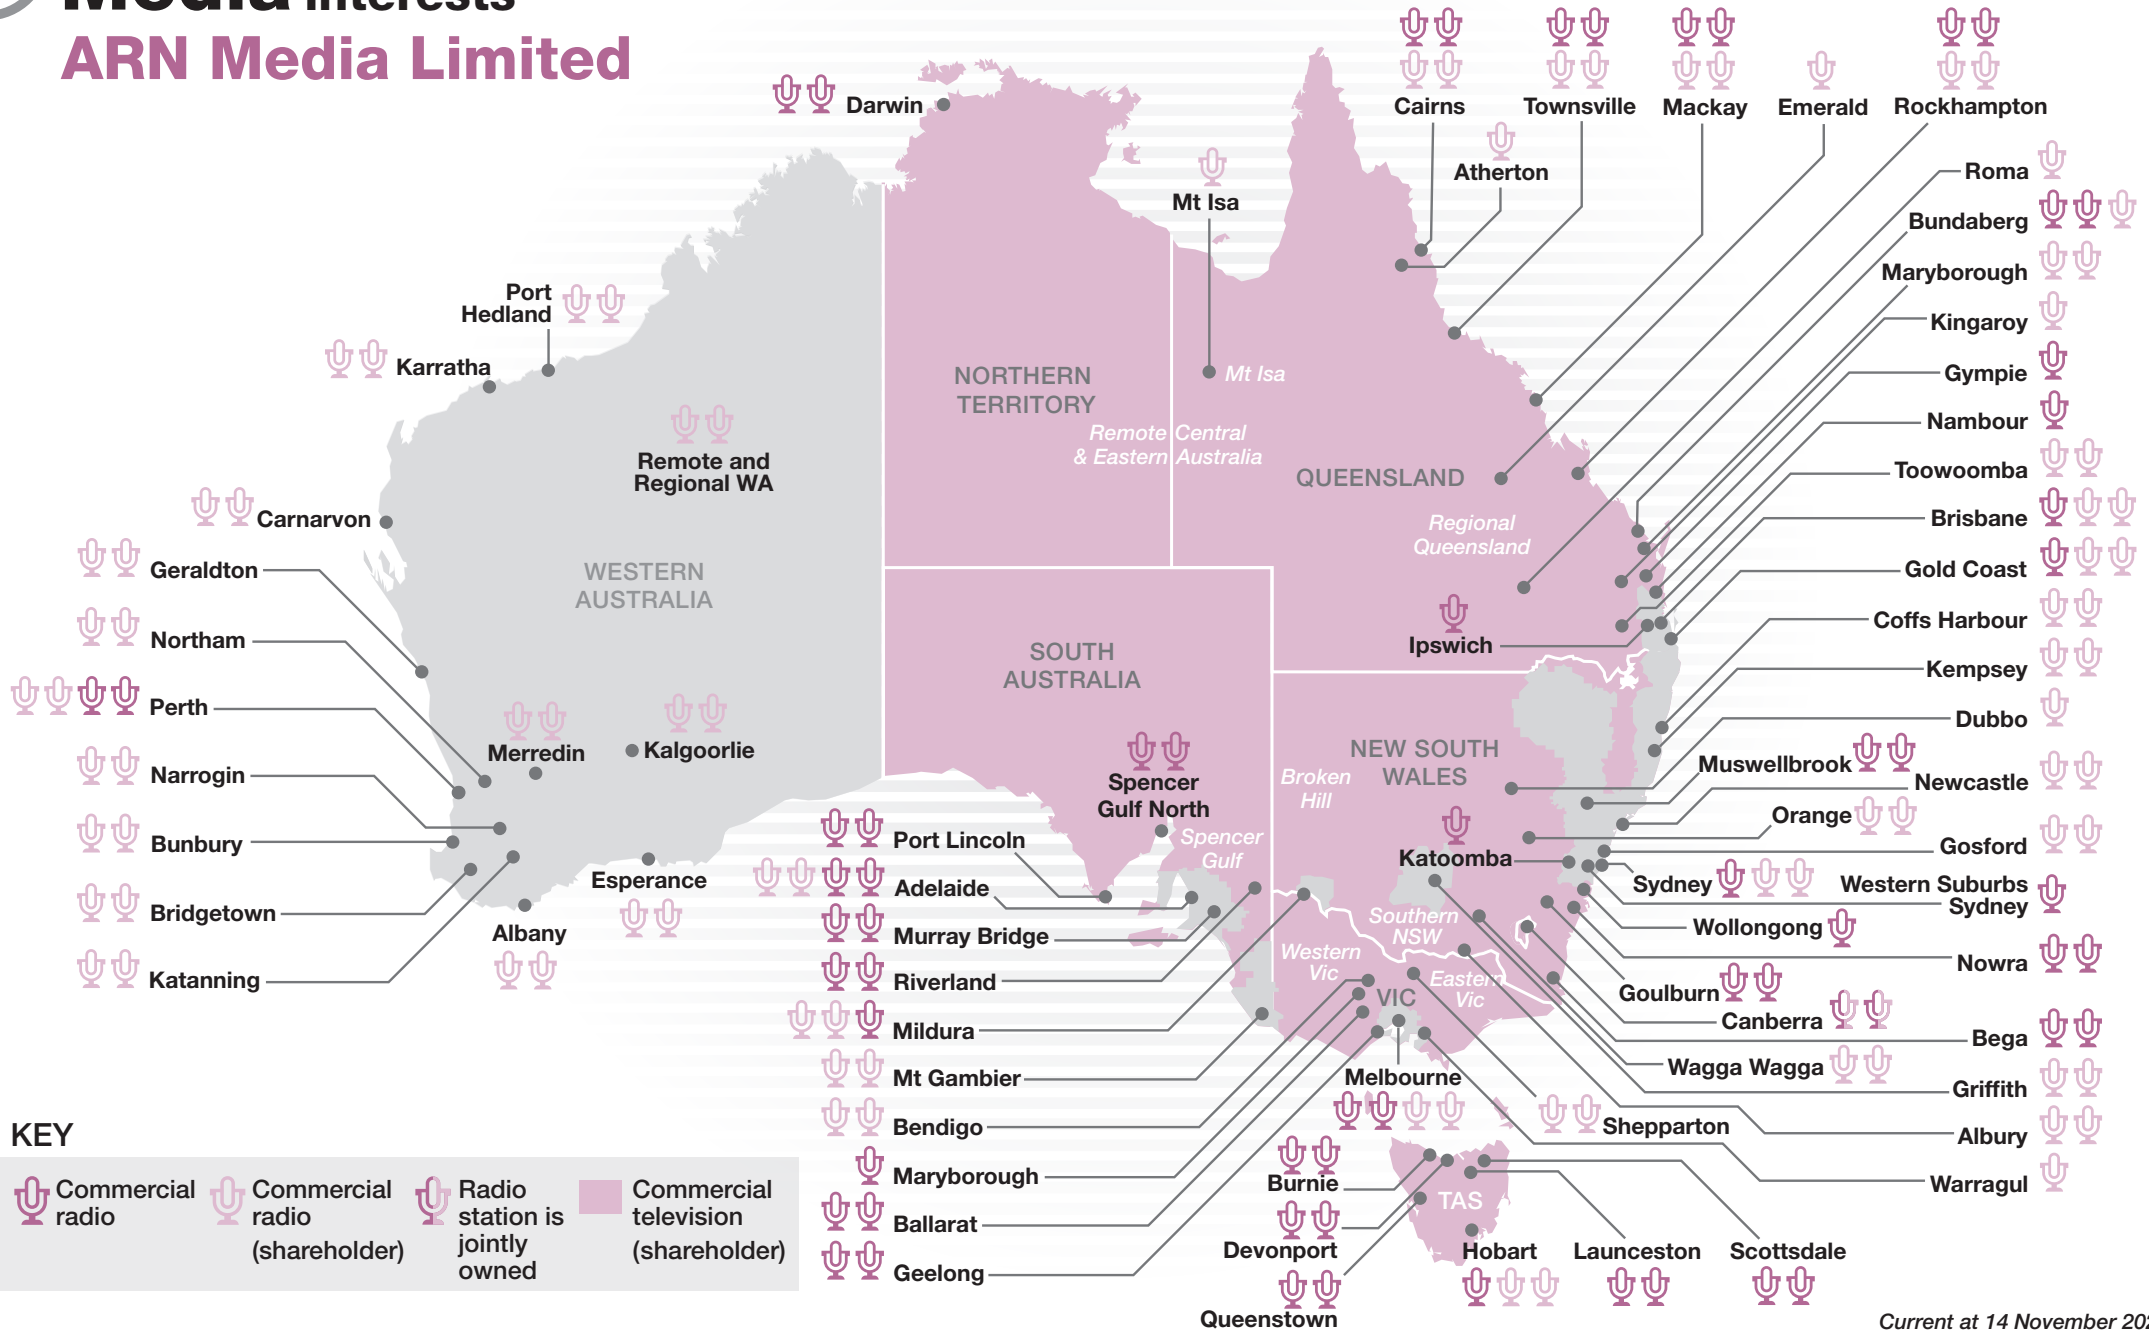 Media interests
ARN Media Limited
Darwin
Cairns
Townsville
Mackay
Emerald
Rockhampton
Atherton
Mt Isa
Roma
Bundaberg
Maryborough
Kingaroy
Gympie
Nambour
Toowoomba
Brisbane
Gold Coast
Coffs Harbour
Kempsey
Dubbo
Muswellbrook
Newcastle
Orange
Gosford
Katoomba
Sydney
Western Suburbs
Sydney
Wollongong
Nowra
Goulburn
Canberra
Bega
Wagga Wagga
Griffith
Albury
Shepparton
Warragul
Ipswich
Port
Hedland
Karratha
Remote and
Regional WA
Carnarvon
Geraldton
Northam
Perth
Merredin
Kalgoorlie
Narrogin
Bunbury
Bridgetown
Katanning
Esperance
Albany
WESTERN
AUSTRALIA
NORTHERN
TERRITORY
Remote Central
& Eastern Australia
Mt Isa
QUEENSLAND
Regional
Queensland
SOUTH
AUSTRALIA
Spencer
Gulf North
Spencer
Gulf
NEW SOUTH
WALES
Broken
Hill
Southern
NSW
Western
Vic
Eastern
Vic
VIC
TAS
Port Lincoln
Adelaide
Murray Bridge
Riverland
Mildura
Mt Gambier
Bendigo
Maryborough
Ballarat
Geelong
Melbourne
Burnie
Devonport
Queenstown
Hobart
Launceston
Scottsdale
KEY
Commercial
radio
Commercial
radio
(shareholder)
Radio
station is
jointly
owned
Commercial
television
(shareholder)
Current at 14 November